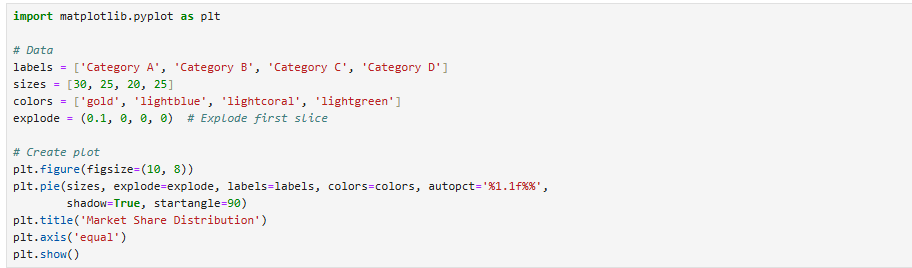 import matplotlib.pyplot as plt

# Data
labels = ['Category A', 'Category B', 'Category C', 'Category D']
sizes = [30, 25, 20, 25]
colors = ['gold', 'lightblue', 'lightcoral', 'lightgreen']
explode = (0.1, 0, 0, 0)  # Explode first slice

# Create plot
plt.figure(figsize=(10, 8))
plt.pie(sizes, explode=explode, labels=labels, colors=colors, autopct='%1.1f%%',
        shadow=True, startangle=90)
plt.title('Market Share Distribution')
plt.axis('equal')
plt.show()